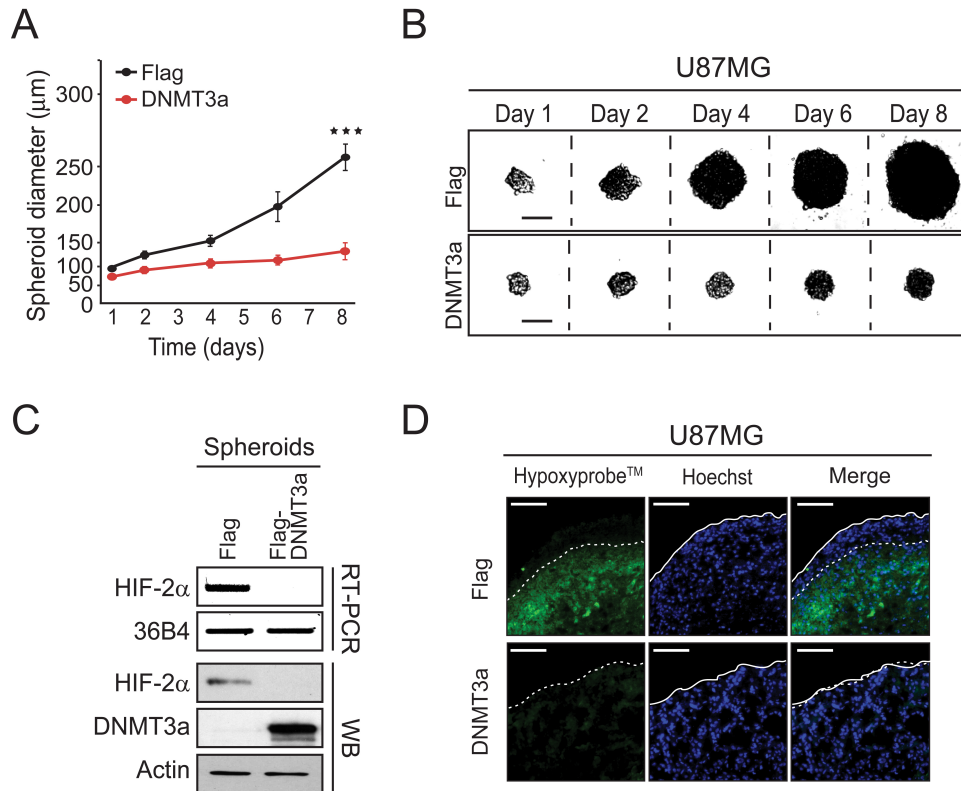 A
Spheroid diameter (μm)
300
250
200
150
100
50
0
Flag
DNMT3a
★★★
1 2 3 4 5 6 7 8
Time (days)
B
U87MG
Day 1 Day 2 Day 4 Day 6 Day 8
Flag
DNMT3a
C
Spheroids
Flag
Flag-
DNMT3a
HIF-2α
36B4
RT-PCR
HIF-2α
DNMT3a
Actin
WB
D
U87MG
Hypoxyprobe™ Hoechst Merge
Flag
DNMT3a